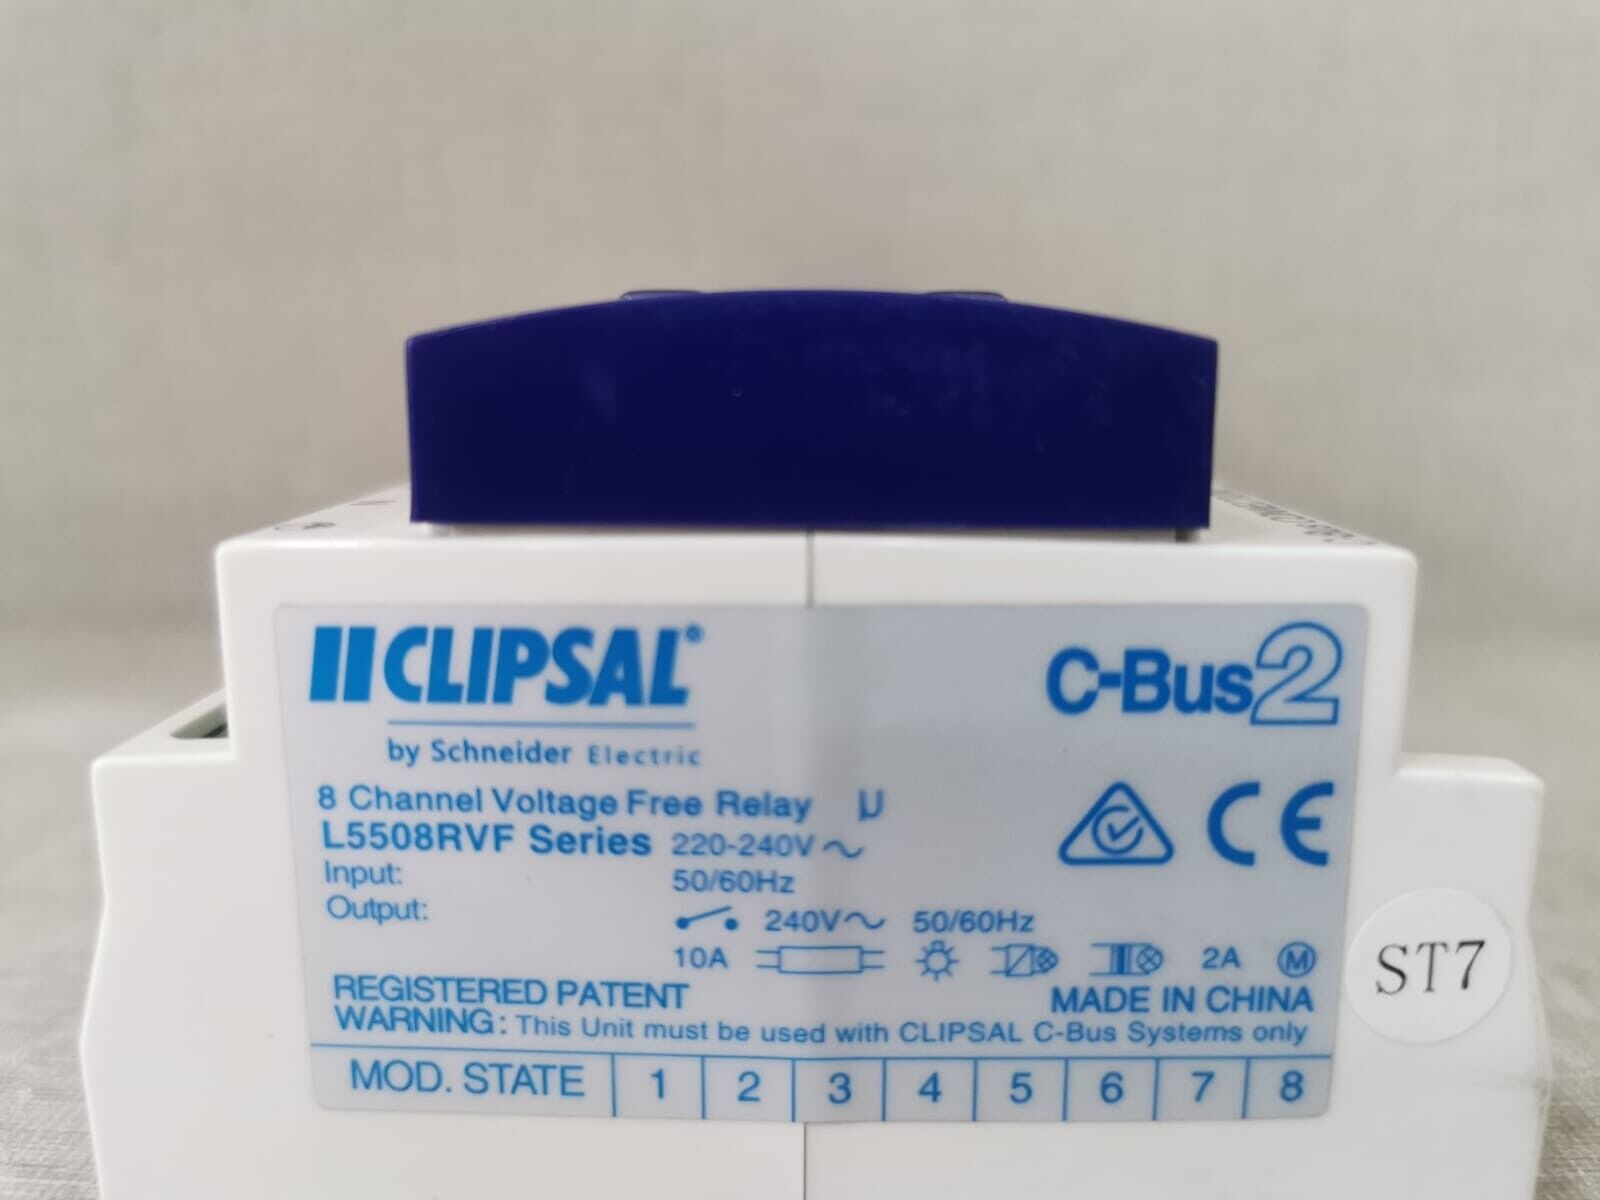 CLIPSAL®
C-Bus2
by Schneider Electric
8 Channel Voltage Free Relay µ
L5508RVF Series 220-240V~
CE
Input: 50/60Hz
Output: 240V~ 50/60Hz
10A 2A M
ST7
REGISTERED PATENT MADE IN CHINA
WARNING: This Unit must be used with CLIPSAL C-Bus Systems only
MOD. STATE 1 2 3 4 5 6 7 8